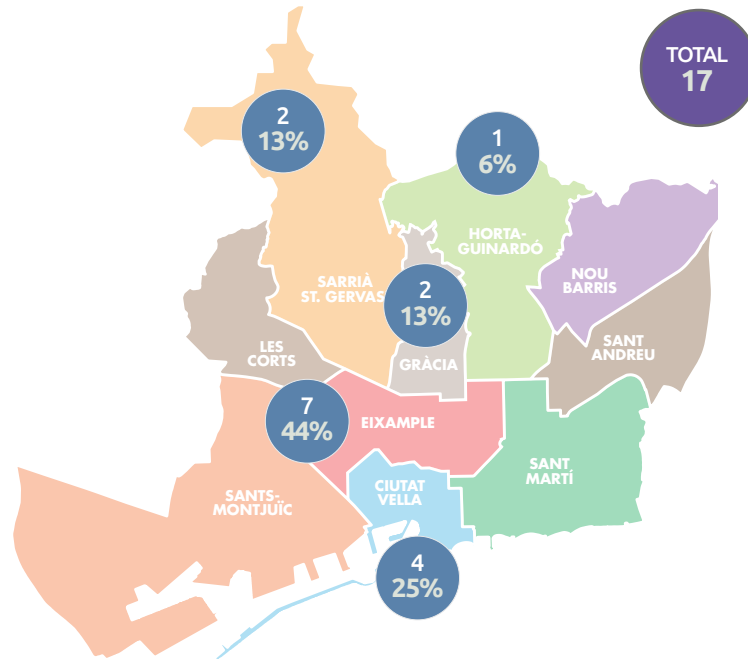 TOTAL
17
2
13%
1
6%
HORTA-
GUINARDÓ
NOU
BARRIS
SARRIÀ
ST. GERVAS
2
13%
GRÀCIA
LES
CORTS
SANT
ANDREU
7
44%
EIXAMPLE
SANT
MARTÍ
CIUTAT
VELLA
SANTS-
MONTJUÏC
4
25%